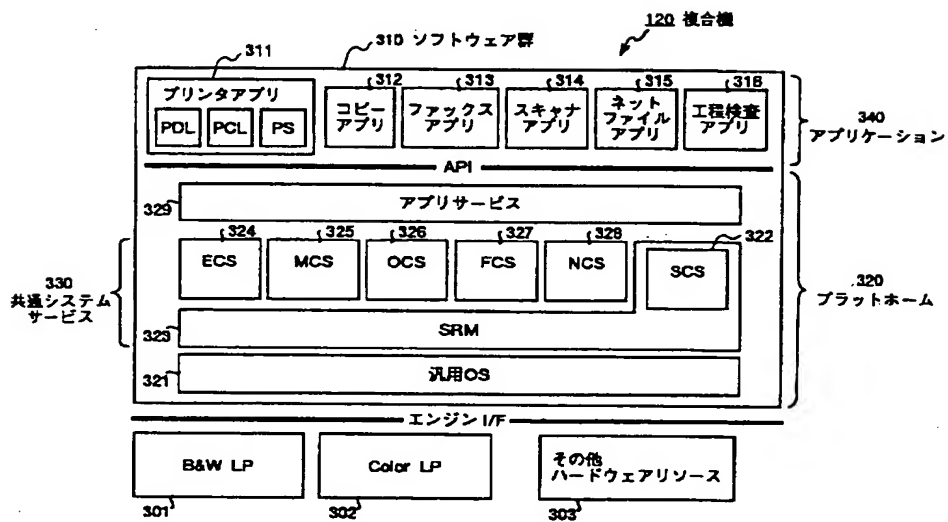 120 複合機
310 ソフトウェア群
311
プリンタアプリ
PDL
PCL
PS
312
コピー
アプリ
313
ファックス
アプリ
314
スキャナ
アプリ
315
ネット
ファイル
アプリ
316
工程検査
アプリ
340
アプリケーション
API
アプリサービス
329
324
ECS
325
MCS
326
OCS
327
FCS
328
NCS
322
SCS
330
共通システム
サービス
320
プラットホーム
SRM
323
汎用OS
321
エンジン I/F
B&W LP
301
Color LP
302
その他
ハードウェアリソース
303